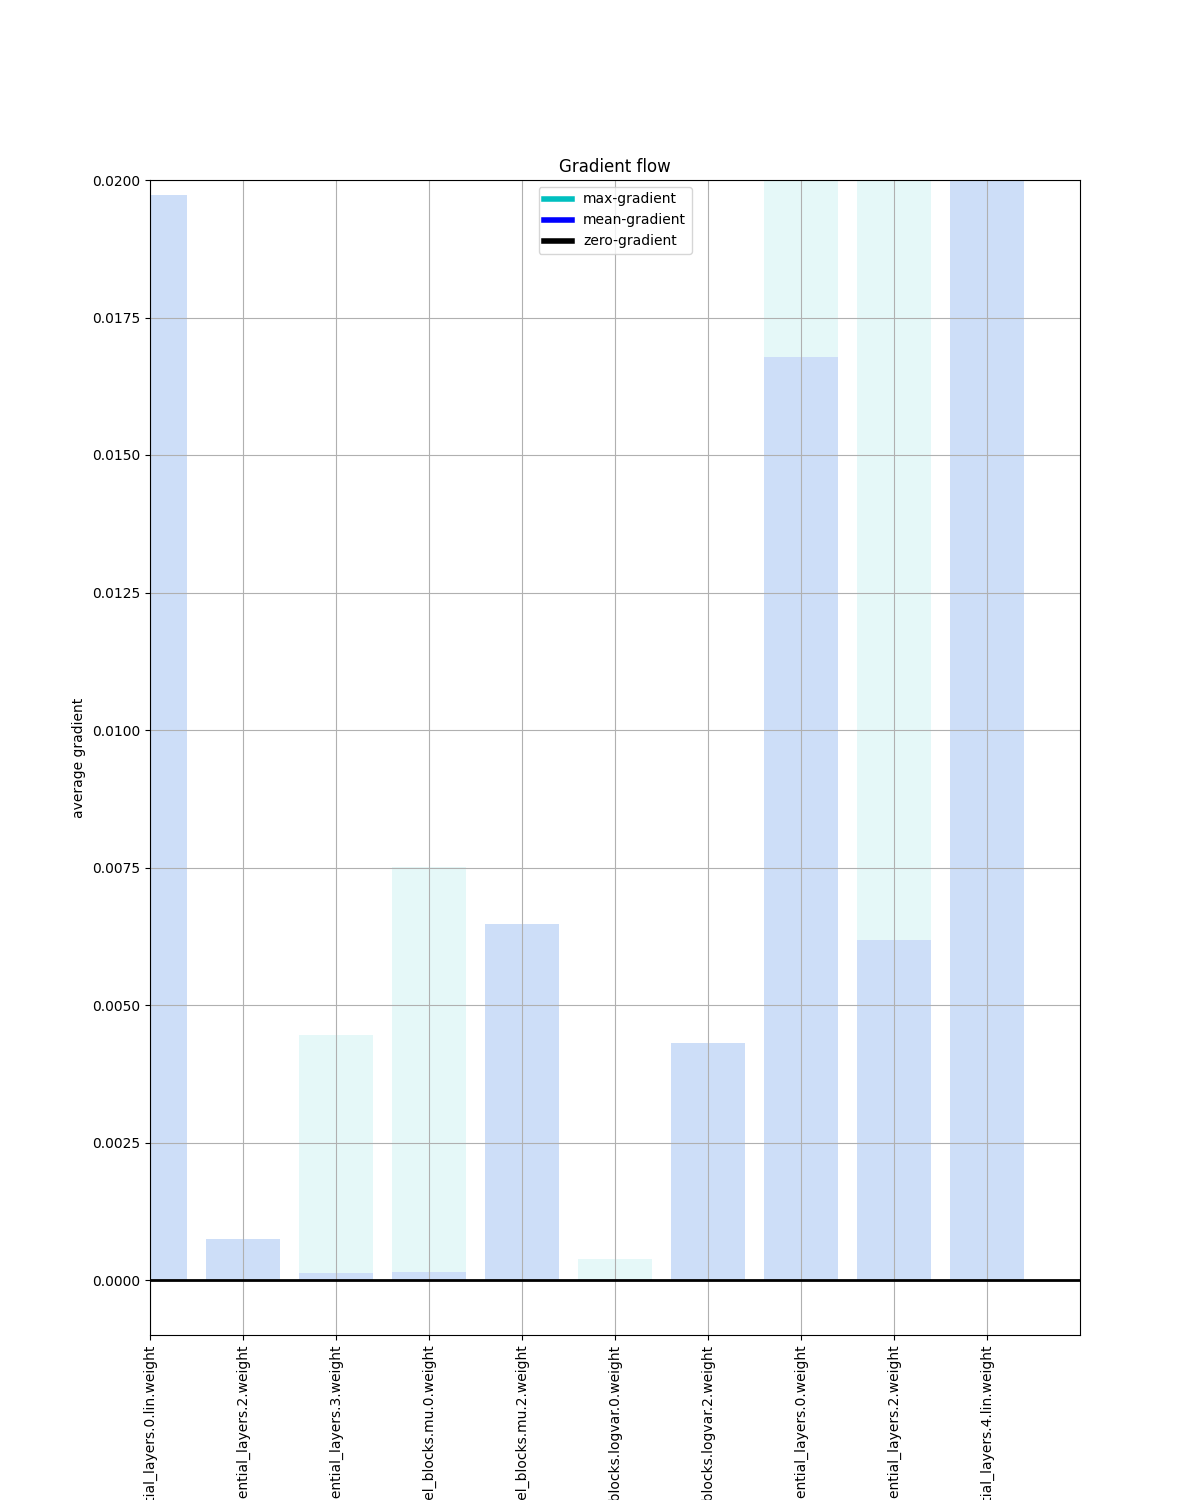 Gradient flow
max-gradient
mean-gradient
zero-gradient
0.0200
0.0175
0.0150
0.0125
0.0100
0.0075
0.0050
0.0025
0.0000
average gradient
tial_layers.0.lin.weight
ential_layers.2.weight
ential_layers.3.weight
el_blocks.mu.0.weight
el_blocks.mu.2.weight
blocks.logvar.0.weight
blocks.logvar.2.weight
ential_layers.0.weight
ential_layers.2.weight
tial_layers.4.lin.weight